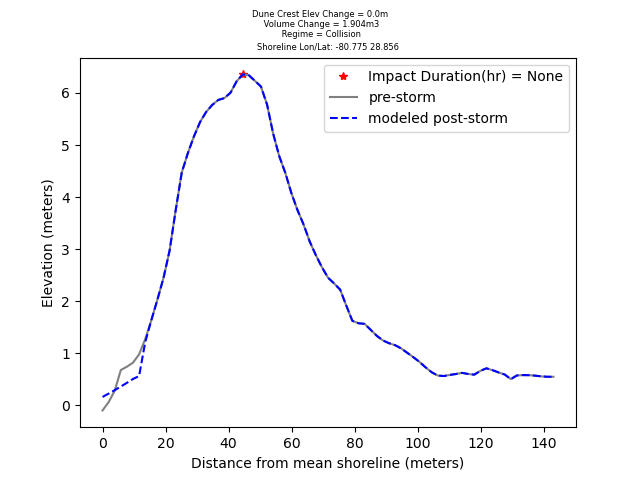 Dune Crest Elev Change = 0.0m
Volume Change = 1.904m3
Regime = Collision
Shoreline Lon/Lat: -80.775 28.856
Impact Duration(hr) = None
pre-storm
modeled post-storm
Elevation (meters)
6
5
4
3
2
1
0
0 20 40 60 80 100 120 140
Distance from mean shoreline (meters)